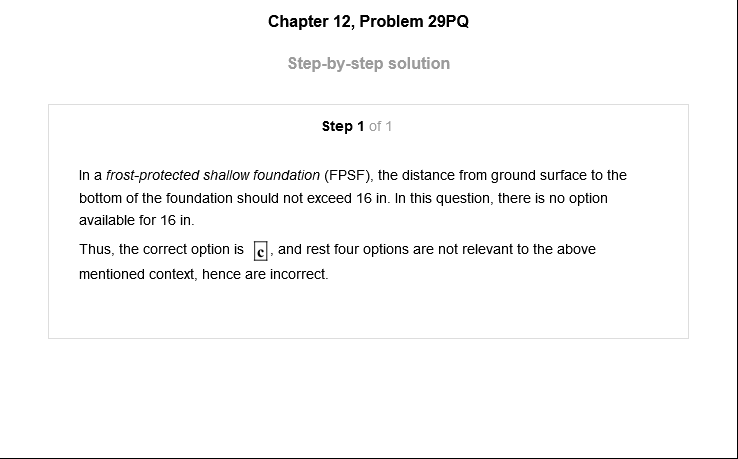 Chapter 12, Problem 29PQ
Step-by-step solution
Step 1 of 1
In a frost-protected shallow foundation (FPSF), the distance from ground surface to the
bottom of the foundation should not exceed 16 in. In this question, there is no option
available for 16 in.
Thus, the correct option is c, and rest four options are not relevant to the above
mentioned context, hence are incorrect.